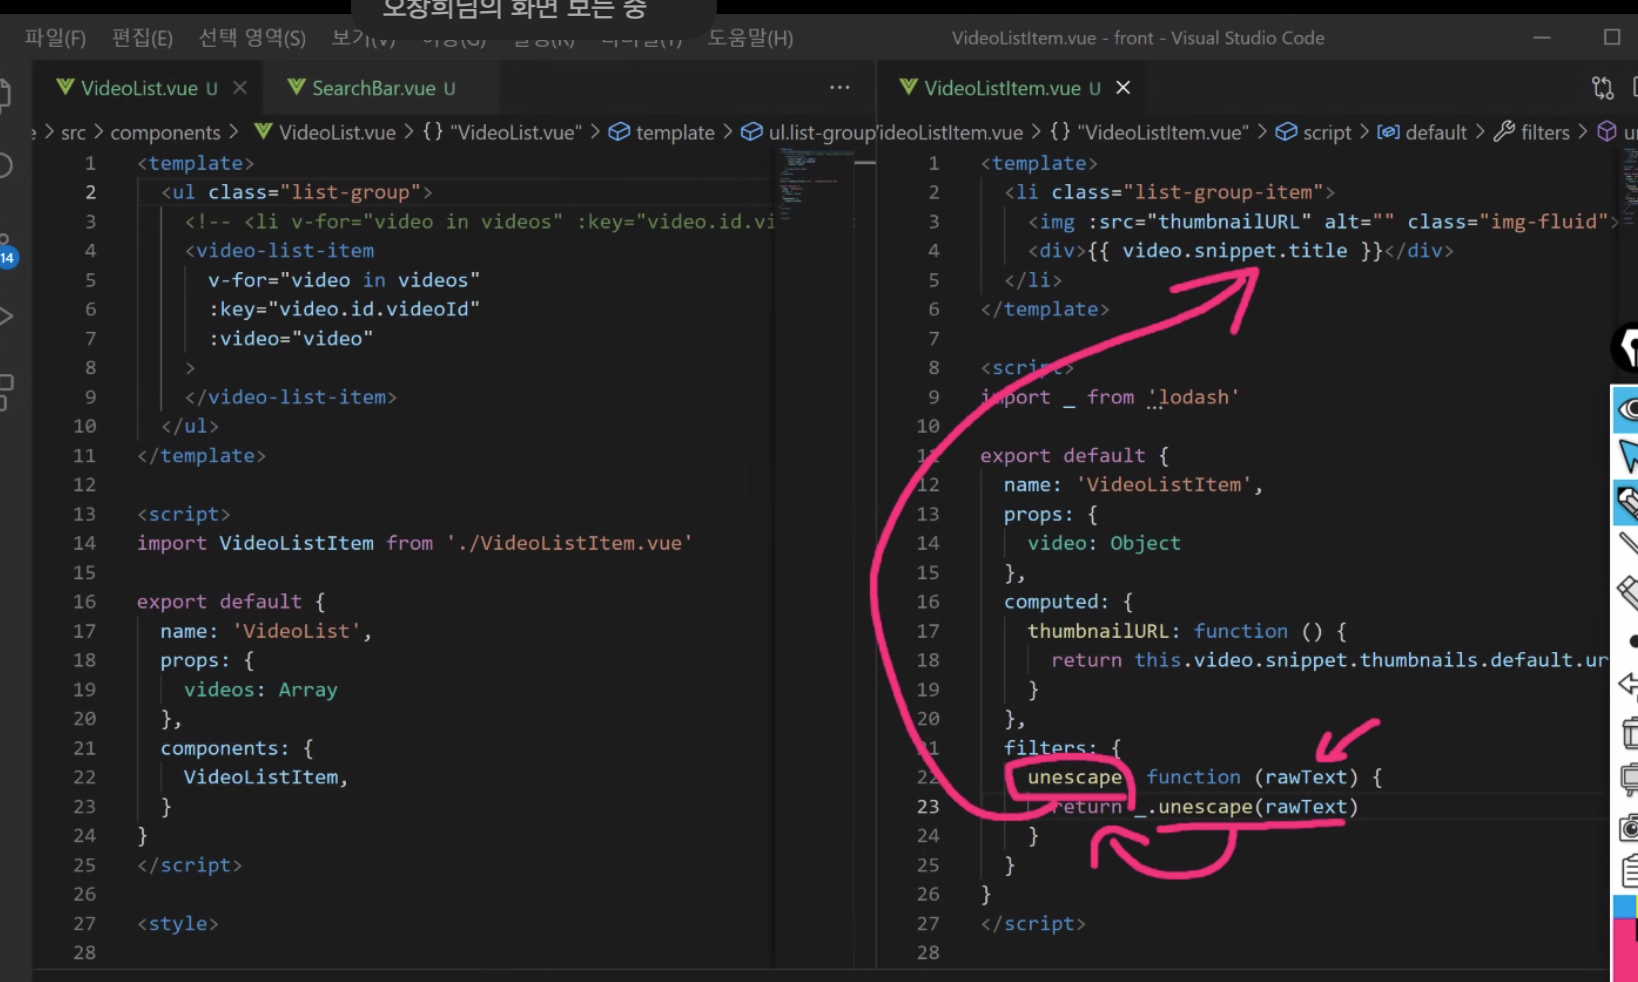 오창희님의 화면 보는 중
파일(F) 편집(E) 선택 영역(S) 도움말(H) VideoListItem.vue - front - Visual Studio Code
VideoList.vue U SearchBar.vue U ...
e > src > components > VideoList.vue > {} "VideoList.vue" > template > ul.list-group
1 <template>
2 <ul class="list-group">
3 <!-- <li v-for="video in videos" :key="video.id.vi
4 <video-list-item
5 v-for="video in videos"
6 :key="video.id.videoId"
7 :video="video"
8 >
9 </video-list-item>
10 </ul>
11 </template>
12
13 <script>
14 import VideoListItem from './VideoListItem.vue'
15
16 export default {
17 name: 'VideoList',
18 props: {
19 videos: Array
20 },
21 components: {
22 VideoListItem,
23 }
24 }
25 </script>
26
27 <style>
28
14
VideoListItem.vue U
ideoListItem.vue > {} "VideoListItem.vue" > script > default > filters > un
1 <template>
2 <li class="list-group-item">
3 <img :src="thumbnailURL" alt="" class="img-fluid">
4 <div>{{ video.snippet.title }}</div>
5 </li>
6 </template>
7
8 <script>
9 import _ from 'lodash'
10
11 export default {
12 name: 'VideoListItem',
13 props: {
14 video: Object
15 },
16 computed: {
17 thumbnailURL: function () {
18 return this.video.snippet.thumbnails.default.ur
19 }
20 },
21 filters: {
22 unescape function (rawText) {
23 return _.unescape(rawText)
24 }
25 }
26 }
27 </script>
28